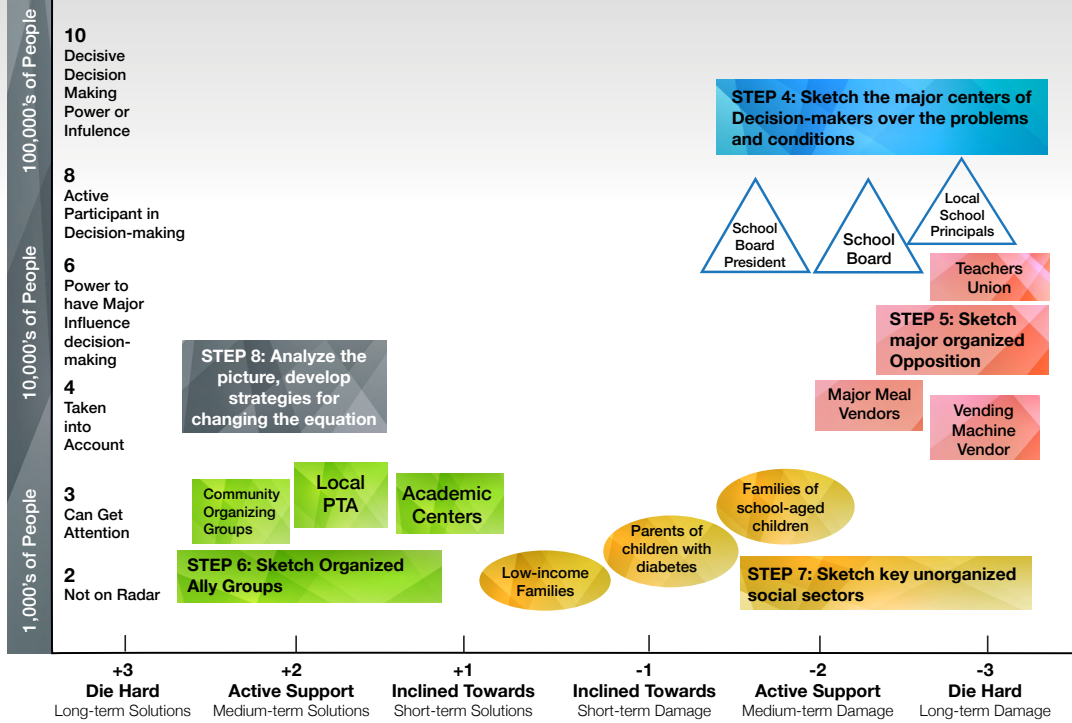 100,000's of People
10,000's of People
1,000's of People
10
Decisive
Decision
Making
Power or
Infulence
8
Active
Participant in
Decision-making
6
Power to
have Major
Influence
decision-
making
4
Taken
into
Account
3
Can Get
Attention
2
Not on Radar
STEP 4: Sketch the major centers of
Decision-makers over the problems
and conditions
School
Board
President
School
Board
Local
School
Principals
Teachers
Union
STEP 5: Sketch
major organized
Opposition
Major Meal
Vendors
Vending
Machine
Vendor
STEP 8: Analyze the
picture, develop
strategies for
changing the equation
Community
Organizing
Groups
Local
PTA
Academic
Centers
STEP 6: Sketch Organized
Ally Groups
Low-income
Families
Parents of
children with
diabetes
Families of
school-aged
children
STEP 7: Sketch key unorganized
social sectors
+3
Die Hard
Long-term Solutions
+2
Active Support
Medium-term Solutions
+1
Inclined Towards
Short-term Solutions
-1
Inclined Towards
Short-term Damage
-2
Active Support
Medium-term Damage
-3
Die Hard
Long-term Damage